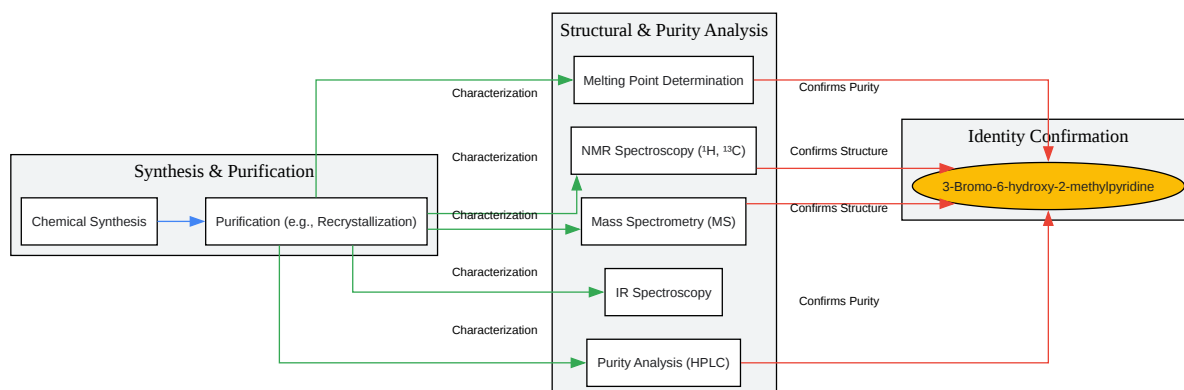 Structural & Purity Analysis
Melting Point Determination
Characterization
Confirms Purity
Identity Confirmation
Characterization
NMR Spectroscopy (¹H, ¹³C)
Confirms Structure
Synthesis & Purification
3-Bromo-6-hydroxy-2-methylpyridine
Chemical Synthesis
Purification (e.g., Recrystallization)
Characterization
Mass Spectrometry (MS)
Confirms Structure
Characterization
IR Spectroscopy
Confirms Purity
Characterization
Purity Analysis (HPLC)